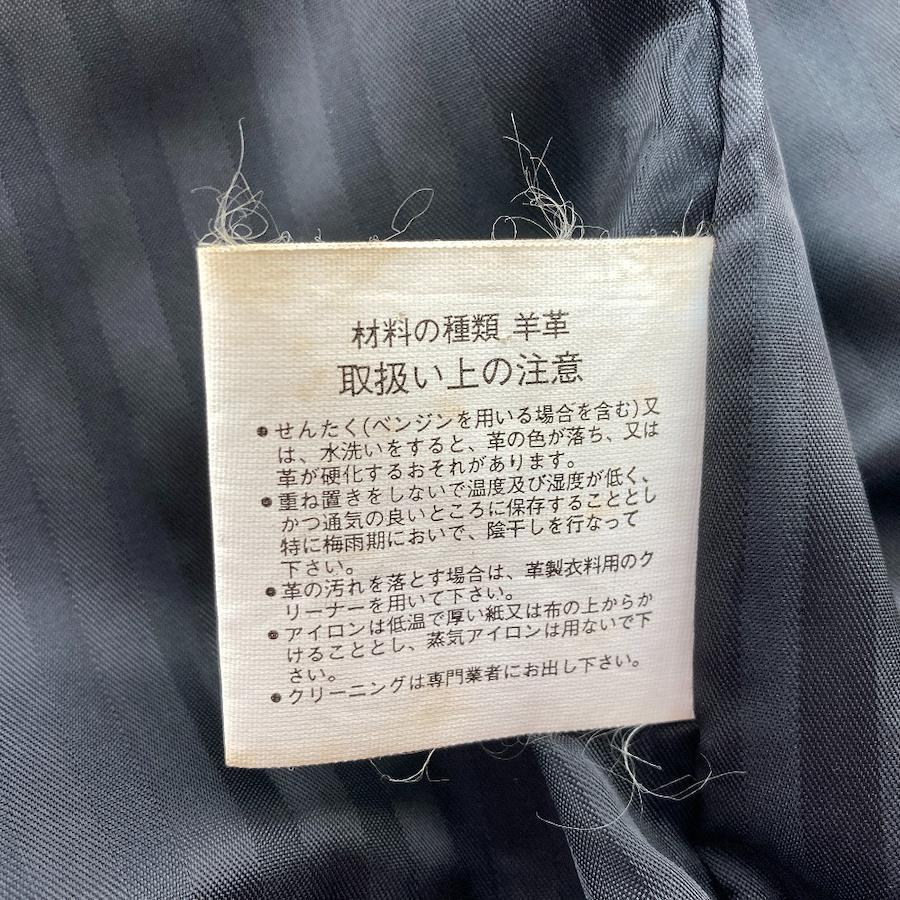 材料の種類 羊革
取扱い上の注意
●せんたく(ベンジンを用いる場合を含む)又
は、水洗いをすると、革の色が落ち、又は
革が硬化するおそれがあります。
●重ね置きをしないで温度及び湿度が低く、
かつ通気の良いところに保存することとし
特に梅雨期においで、陰干しを行なって
下さい。
●革の汚れを落とす場合は、革製衣料用のク
リーナーを用いて下さい。
●アイロンは低温で厚い紙又は布の上からか
けることとし、蒸気アイロンは用ないで下
さい。
●クリーニングは専門業者にお出し下さい。